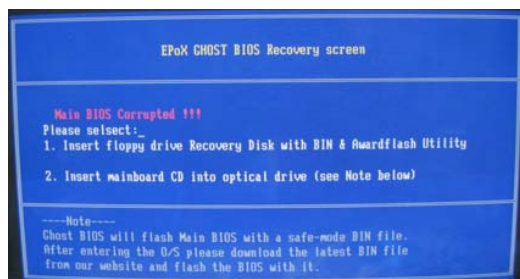 EPoX GHOST BIOS Recovery screen
Main BIOS Corrupted !!!
Please selsect:_
1. Insert floppy drive Recovery Disk with BIN & Awardflash Utility
2. Insert mainboard CD into optical drive (see Note below)
----Note----
Ghost BIOS will flash Main BIOS with a safe-mode BIN file.
After entering the O/S please download the latest BIN file
from our website and flash the BIOS with it.